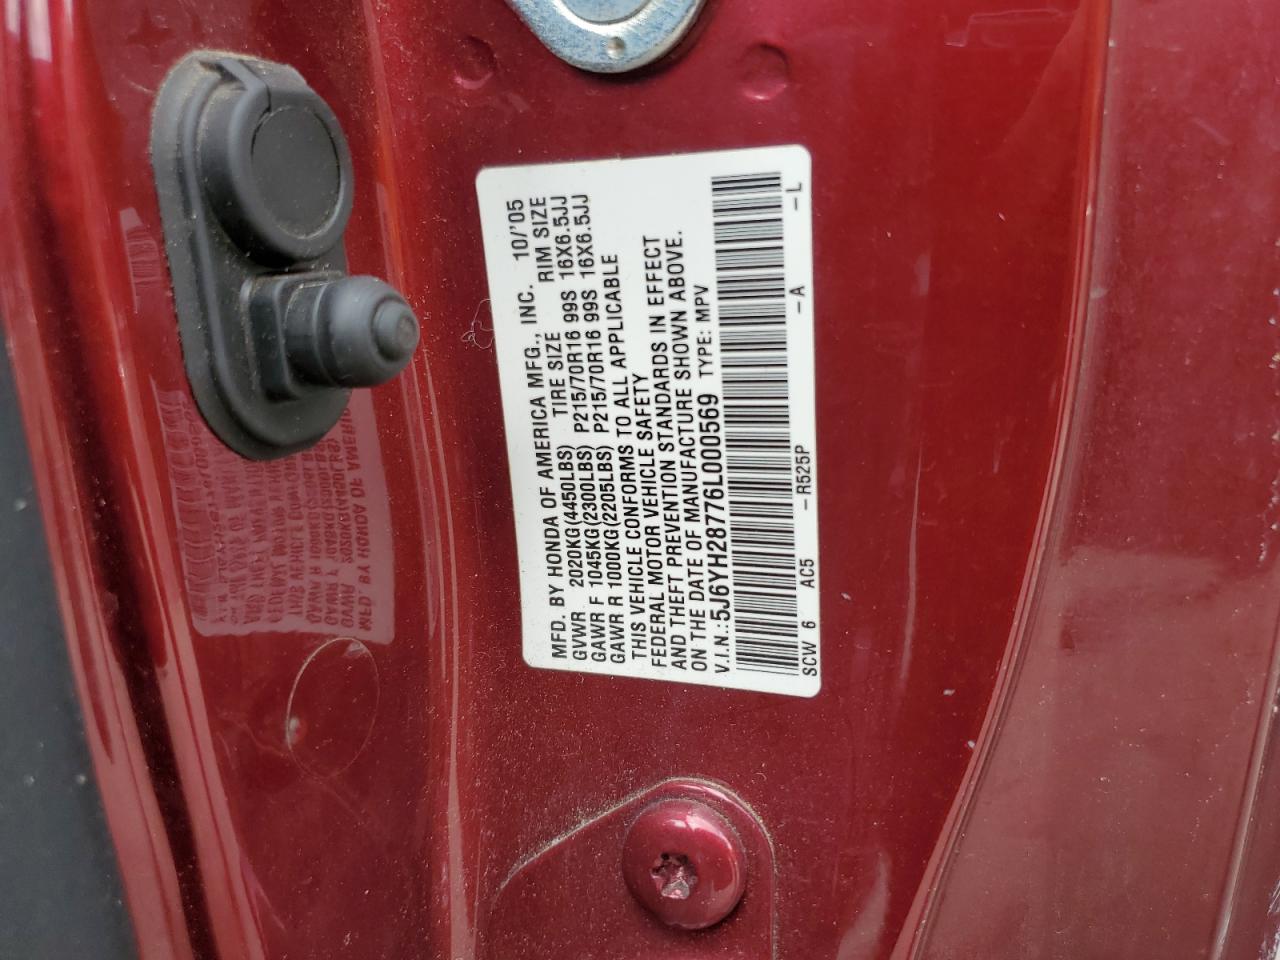 MFD. BY HONDA OF AMERICA MFG., INC. 10/'05
GVWR 2020KG(4450LBS) TIRE SIZE RIM SIZE
GAWR F 1045KG(2300LBS) P215/70R16 99S 16X6.5JJ
GAWR R 1000KG(2205LBS) P215/70R16 99S 16X6.5JJ
THIS VEHICLE CONFORMS TO ALL APPLICABLE
FEDERAL MOTOR VEHICLE SAFETY
AND THEFT PREVENTION STANDARDS IN EFFECT
ON THE DATE OF MANUFACTURE SHOWN ABOVE.
V.I.N.:5J6YH28776L000569 TYPE: MPV
SCW 6 AC5 -R525P -A -L